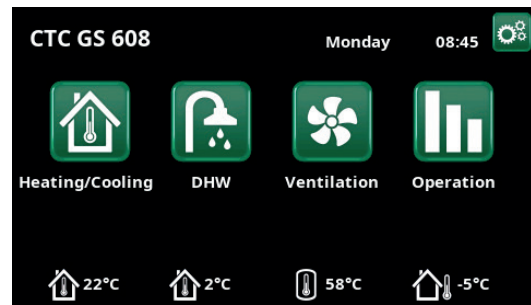 CTC GS 608 Monday 08:45
Heating/Cooling DHW Ventilation Operation
22°C 2°C 58°C -5°C